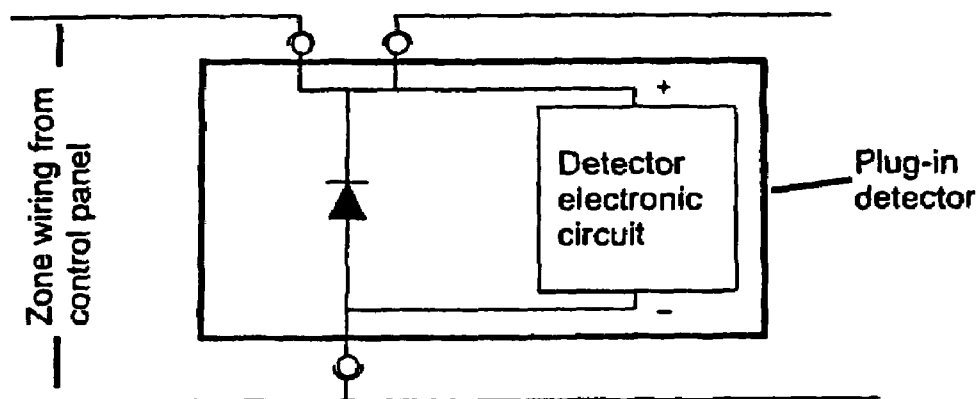 Zone wiring from
control panel
+
Detector
electronic
circuit
−
Plug-in
detector